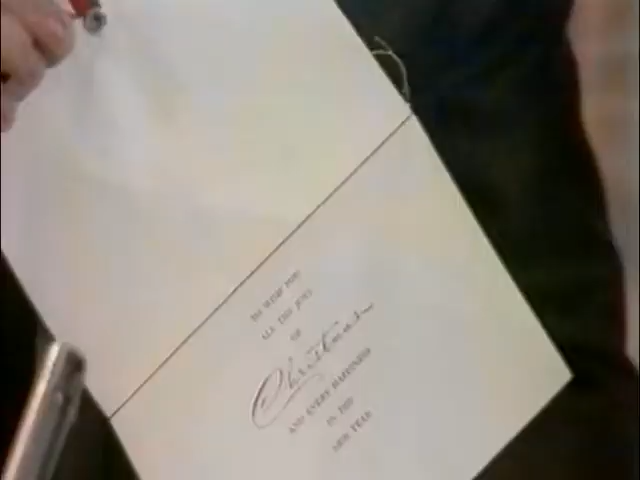 TO WISH YOU
ALL THE JOYS
OF
Christmas
AND EVERY HAPPINESS
IN THE
NEW YEAR